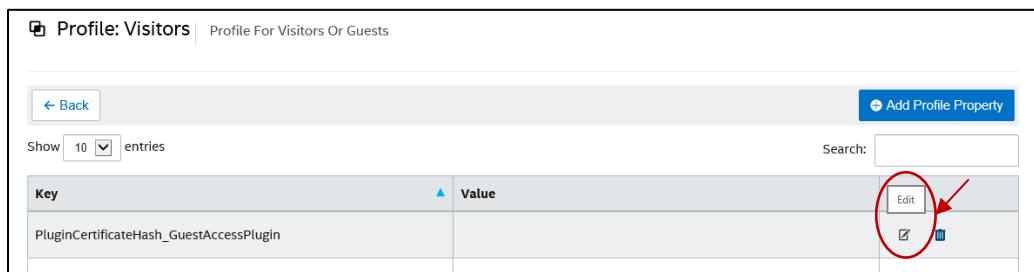 Profile: Visitors Profile For Visitors Or Guests
← Back
Add Profile Property
Show 10 entries
Search:
Key Value
Edit
PluginCertificateHash_GuestAccessPlugin